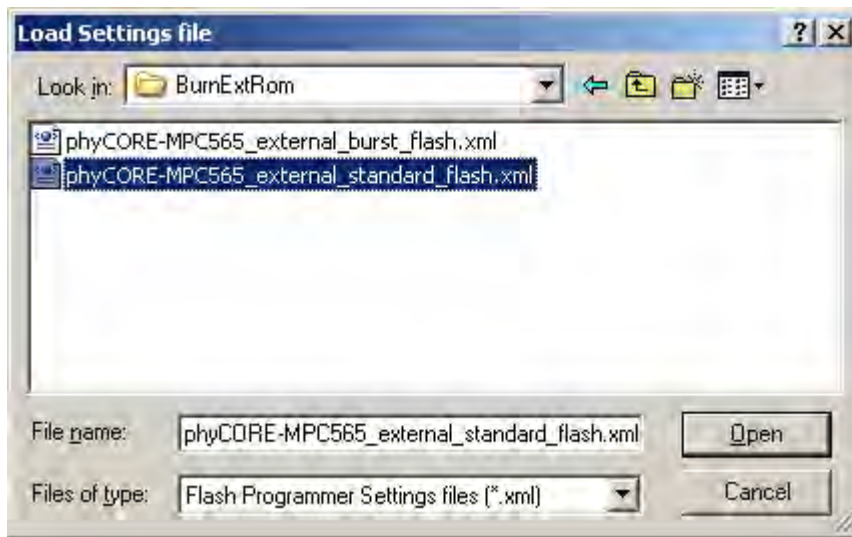 Load Settings file
Look in: BurnExtRom
phyCORE-MPC565_external_burst_flash.xml
phyCORE-MPC565_external_standard_flash.xml
File name: phyCORE-MPC565_external_standard_flash.xml Open
Files of type: Flash Programmer Settings files (*.xml) Cancel